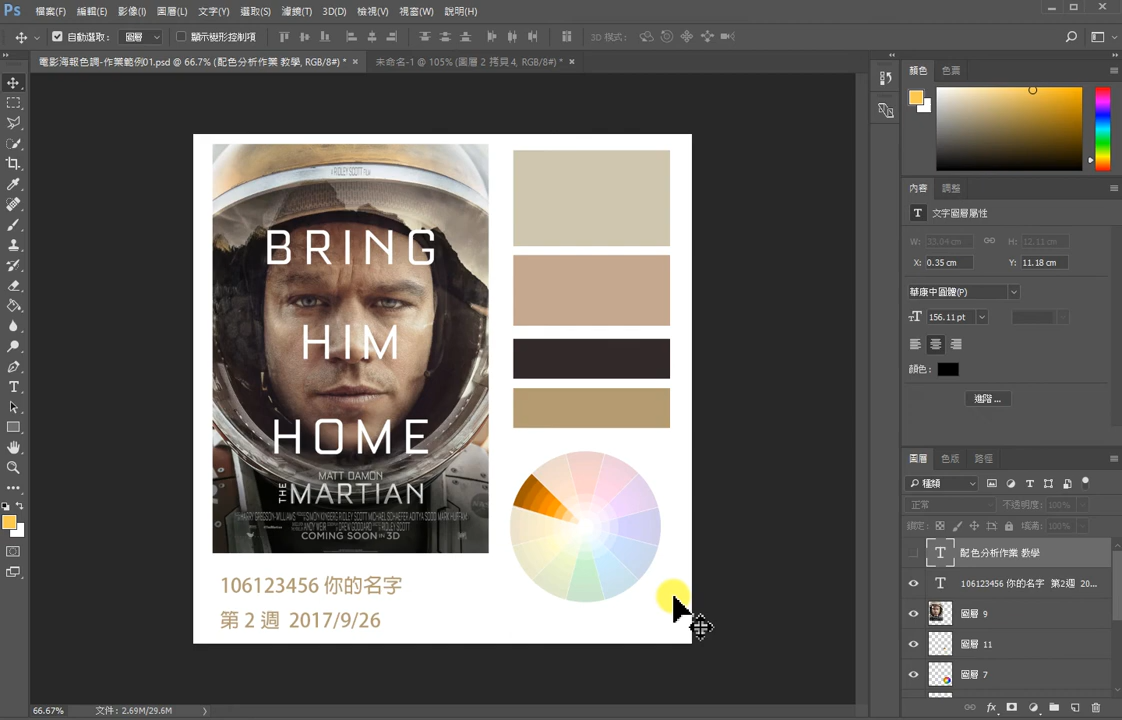 Ps 檔案(F) 編輯(E) 影像(I) 圖層(L) 文字(Y) 選取(S) 濾鏡(T) 3D(D) 檢視(V) 視窗(W) 說明(H)
自動選取: 圖層 顯示變形控制項 3D 模式:
電影海報色調-作業範例01.psd @ 66.7% (配色分析作業 教學, RGB/8#) * × 未命名-1 @ 105% (圖層 2 拷貝 4, RGB/8#) * ×
顏色 色票
內容 調整
T 文字圖層屬性
W: 33.04 cm H: 12.11 cm
X: 0.35 cm Y: 11.18 cm
華康中圓體(P)
156.11 pt
顏色:
進階 ...
圖層 色版 路徑
種類
正常 不透明度: 100%
鎖定: 填滿: 100%
T 配色分析作業 教學
T 106123456 你的名字 第2週 20...
圖層 9
圖層 11
圖層 7
BRING
HIM
HOME
MATT DAMON
THE MARTIAN
COMING SOON IN 3D
106123456 你的名字
第 2 週 2017/9/26
66.67% 文件: 2.69M/29.6M